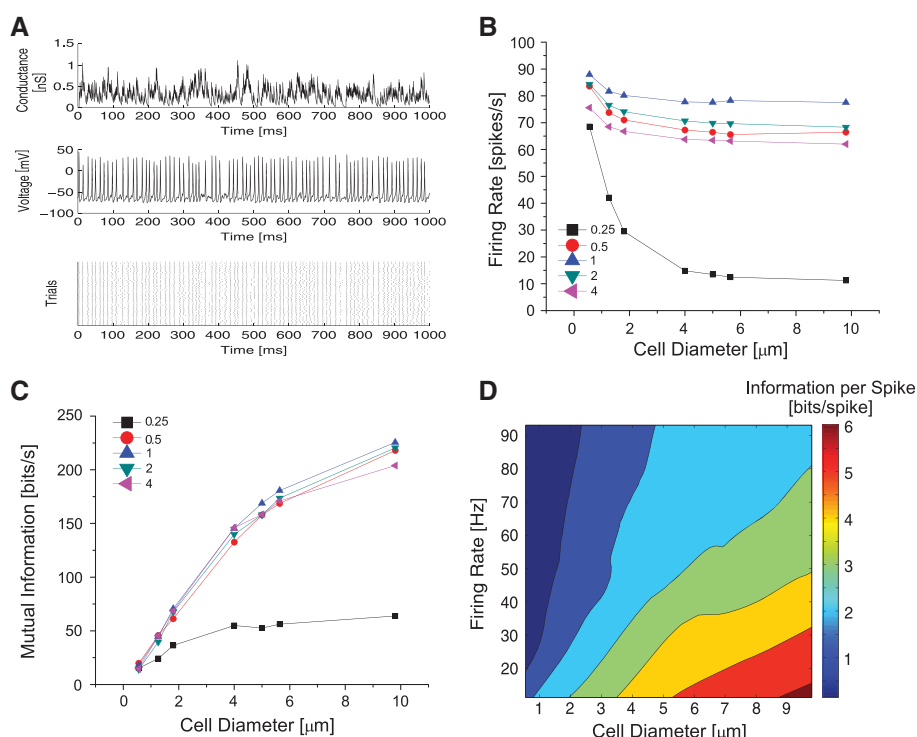 A
1.5
1
0.5
0
Conductance
[nS]
0 100 200 300 400 500 600 700 800 900 1000
Time [ms]
50
0
−50
−100
Voltage [mV]
0 100 200 300 400 500 600 700 800 900 1000
Time [ms]
Trials
0 100 200 300 400 500 600 700 800 900 1000
Time [ms]
B
100
90
80
70
60
50
40
30
20
10
0
Firing Rate [spikes/s]
0.25
0.5
1
2
4
0 2 4 6 8 10
Cell Diameter [μm]
C
250
200
150
100
50
0
Mutual Information [bits/s]
0.25
0.5
1
2
4
0 2 4 6 8 10
Cell Diameter [μm]
D
Information per Spike
[bits/spike]
90
80
70
60
50
40
30
20
Firing Rate [Hz]
1 2 3 4 5 6 7 8 9
Cell Diameter [μm]
6
5
4
3
2
1